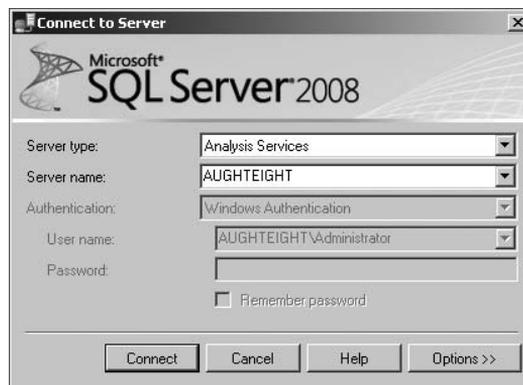 Connect to Server
Microsoft®
SQL Server® 2008
Server type: Analysis Services
Server name: AUGHTEIGHT
Authentication: Windows Authentication
User name: AUGHTEIGHT\Administrator
Password:
Remember password
Connect Cancel Help Options >>